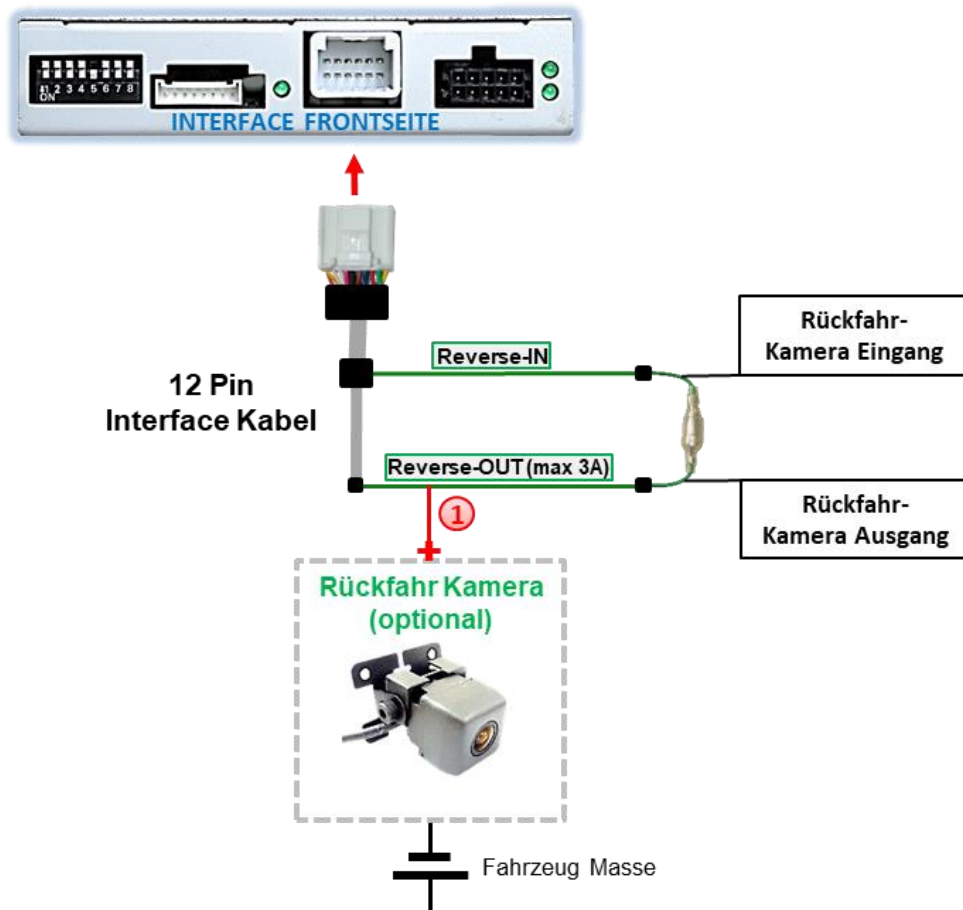 1 2 3 4 5 6 7 8
ON
INTERFACE FRONTSEITE
Reverse-IN
Rückfahr-
Kamera Eingang
12 Pin
Interface Kabel
Reverse-OUT (max 3A)
Rückfahr-
Kamera Ausgang
1
Rückfahr Kamera
(optional)
Fahrzeug Masse